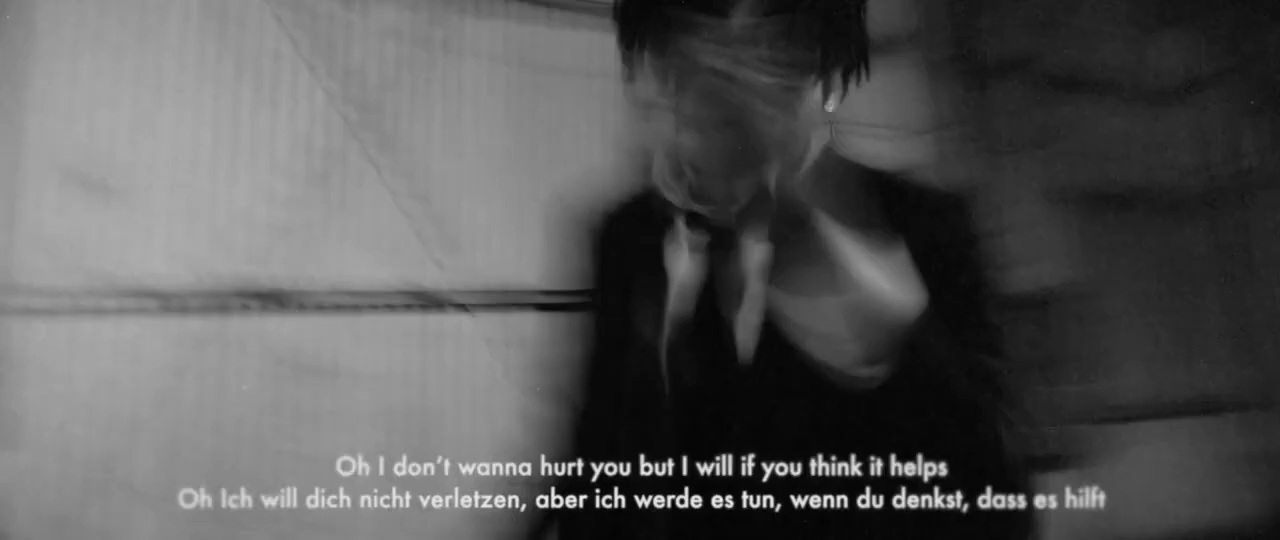 Oh I don't wanna hurt you but I will if you think it helps
Oh Ich will dich nicht verletzen, aber ich werde es tun, wenn du denkst, dass es hilft